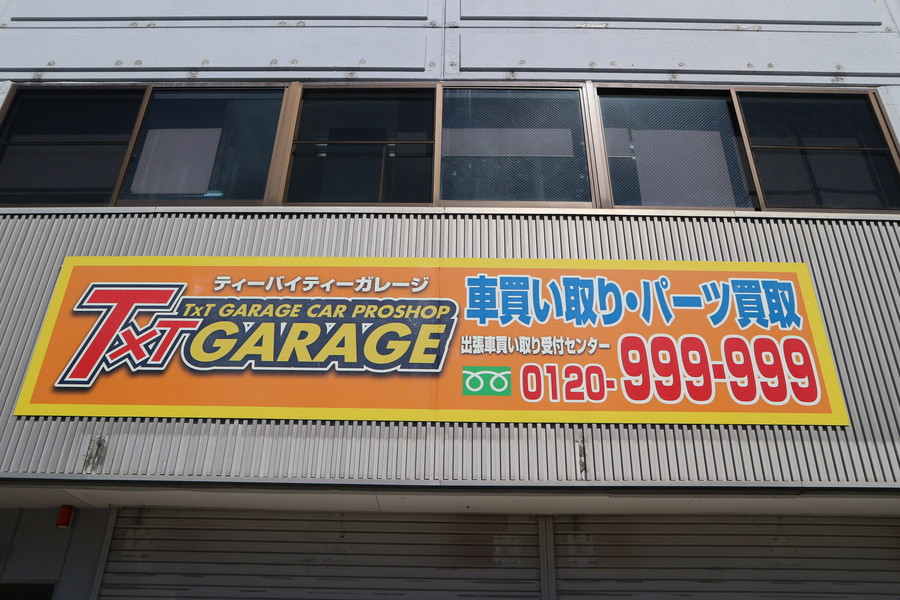 ティーバイティーガレージ
TxT
TxT GARAGE CAR PROSHOP
GARAGE
車買い取り・パーツ買取
出張車買い取り受付センター
0120-999-999